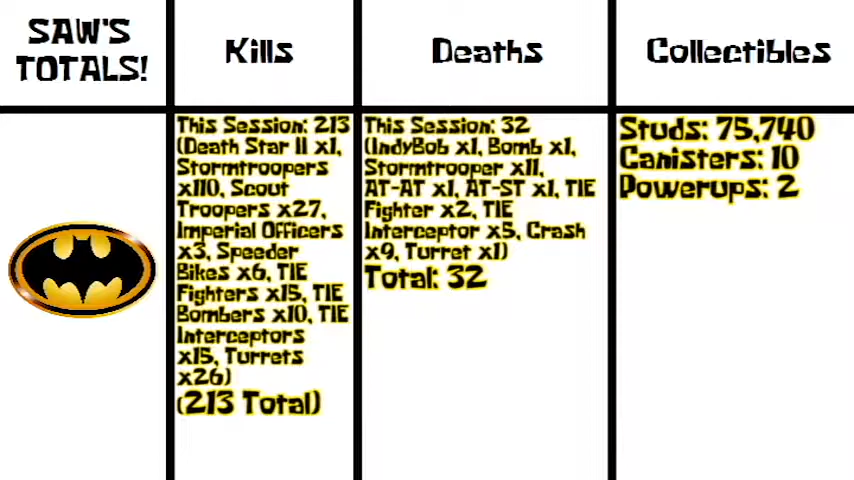 SAW'S
TOTALS!
Kills
Deaths
Collectibles
This Session: 213
(Death Star II x1,
Stormtroopers
x110, Scout
Troopers x27,
Imperial Officers
x3, Speeder
Bikes x6, TIE
Fighters x15, TIE
Bombers x10, TIE
Interceptors
x15, Turrets
x26)
(213 Total)
This Session: 32
(IndyBob x1, Bomb x1,
Stormtrooper x11,
AT-AT x1, AT-ST x1, TIE
Fighter x2, TIE
Interceptor x5, Crash
x9, Turret x1)
Total: 32
Studs: 75,740
Canisters: 10
Powerups: 2